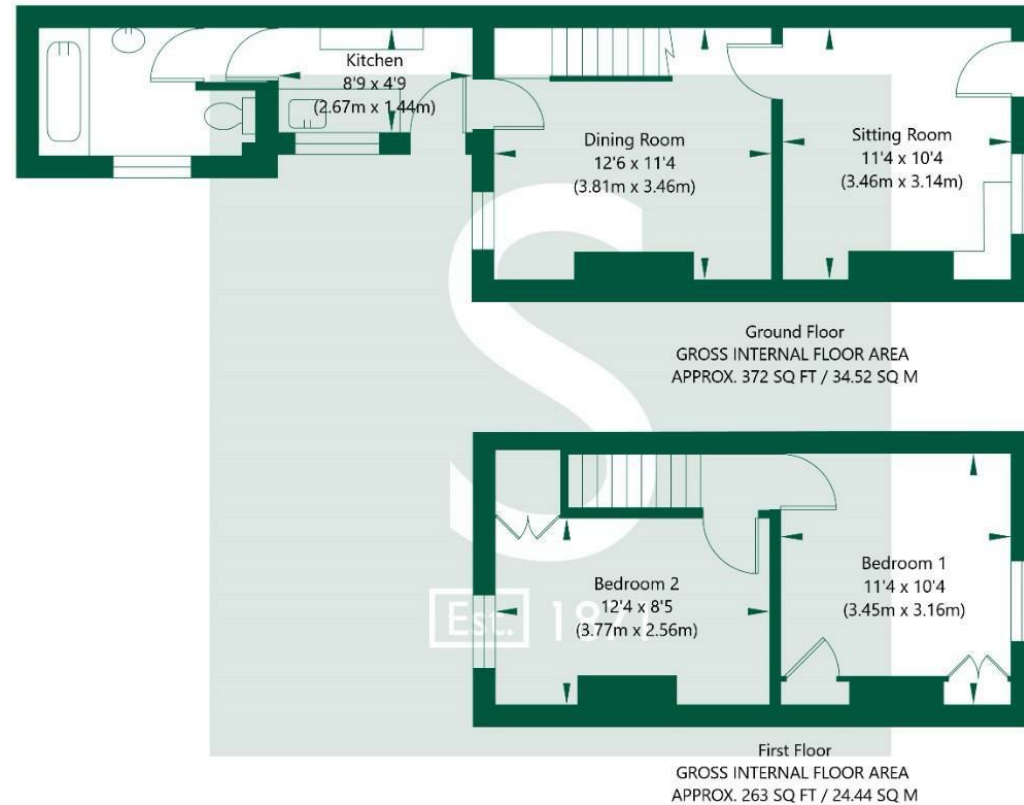 Kitchen
8'9 x 4'9
(2.67m x 1.44m)
Dining Room
12'6 x 11'4
(3.81m x 3.46m)
Sitting Room
11'4 x 10'4
(3.46m x 3.14m)
Ground Floor
GROSS INTERNAL FLOOR AREA
APPROX. 372 SQ FT / 34.52 SQ M
S
Bedroom 2
12'4 x 8'5
(3.77m x 2.56m)
Bedroom 1
11'4 x 10'4
(3.45m x 3.16m)
Est.
First Floor
GROSS INTERNAL FLOOR AREA
APPROX. 263 SQ FT / 24.44 SQ M